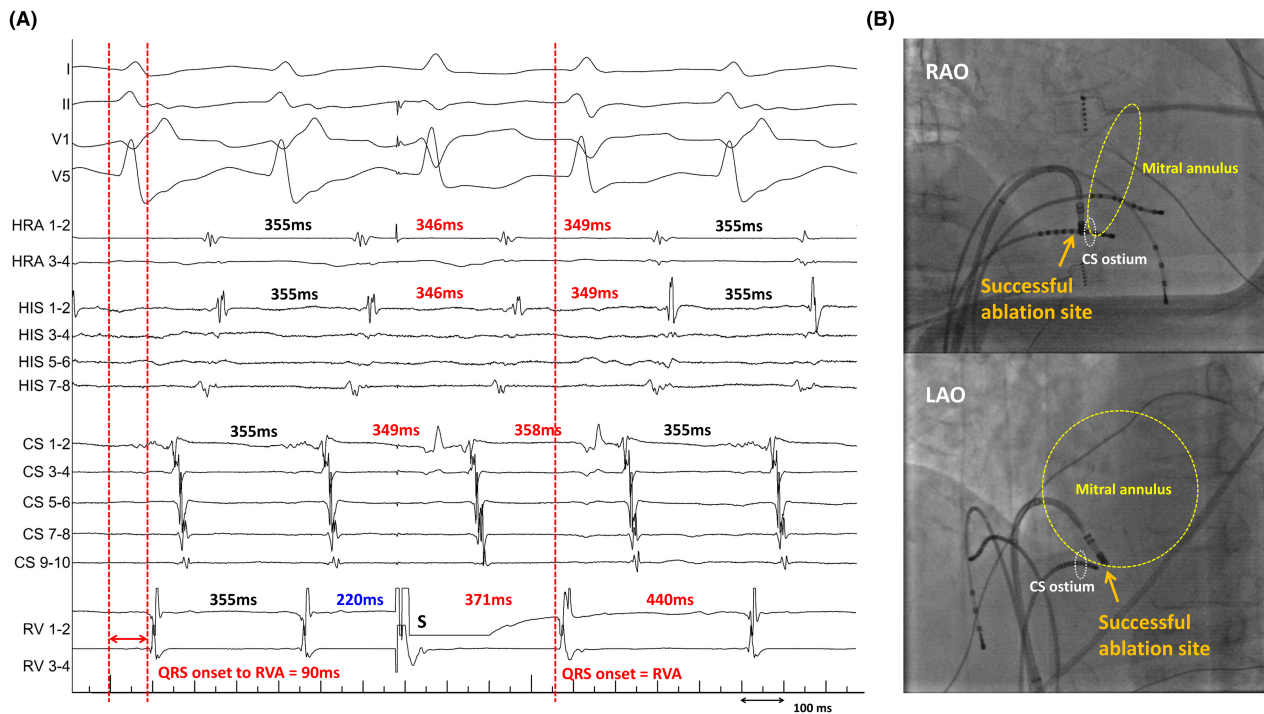 (A)
I
II
V1
V5
HRA 1-2
355ms 346ms 349ms 355ms
HRA 3-4
HIS 1-2
355ms 346ms 349ms 355ms
HIS 3-4
HIS 5-6
HIS 7-8
CS 1-2
355ms 349ms 358ms 355ms
CS 3-4
CS 5-6
CS 7-8
CS 9-10
355ms 220ms 371ms 440ms
RV 1-2
S
RV 3-4
QRS onset to RVA = 90ms
QRS onset = RVA
100 ms
(B)
RAO
Mitral annulus
CS ostium
Successful
ablation site
LAO
Mitral annulus
CS ostium
Successful
ablation site